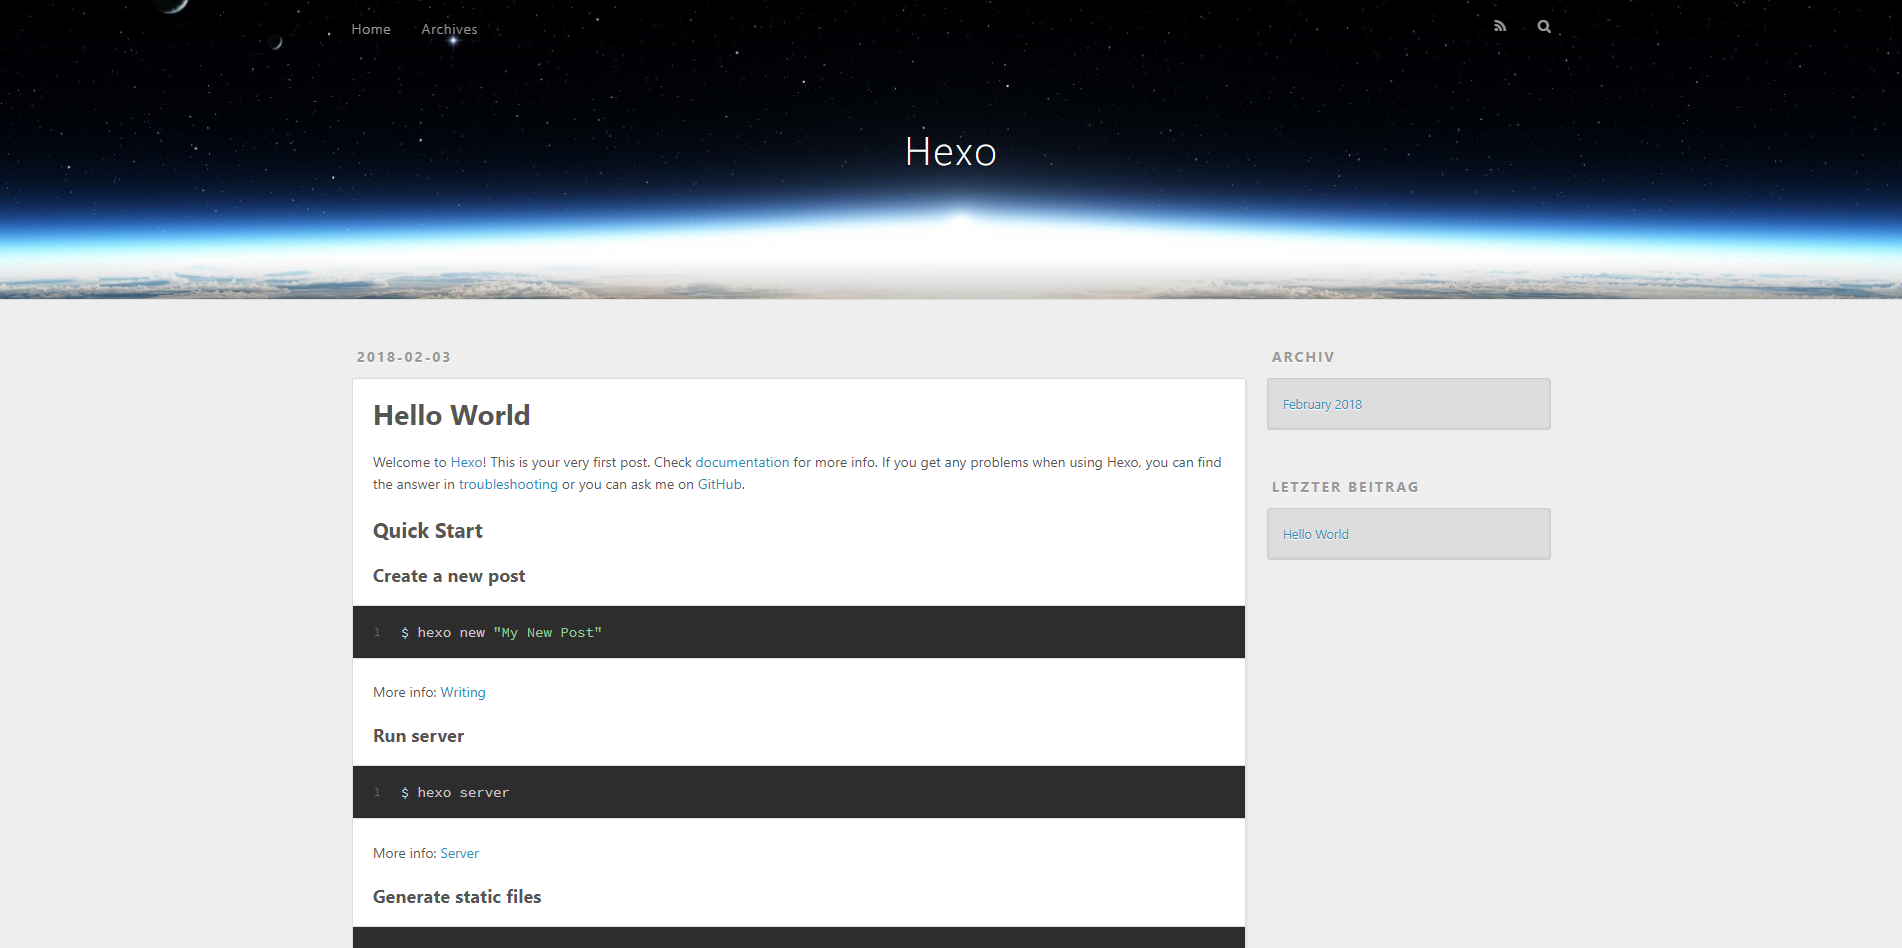 Home Archives
Hexo
2018-02-03
Hello World
Welcome to Hexo! This is your very first post. Check documentation for more info. If you get any problems when using Hexo, you can find
the answer in troubleshooting or you can ask me on GitHub.
Quick Start
Create a new post
1 $ hexo new "My New Post"
More info: Writing
Run server
1 $ hexo server
More info: Server
Generate static files
ARCHIV
February 2018
LETZTER BEITRAG
Hello World